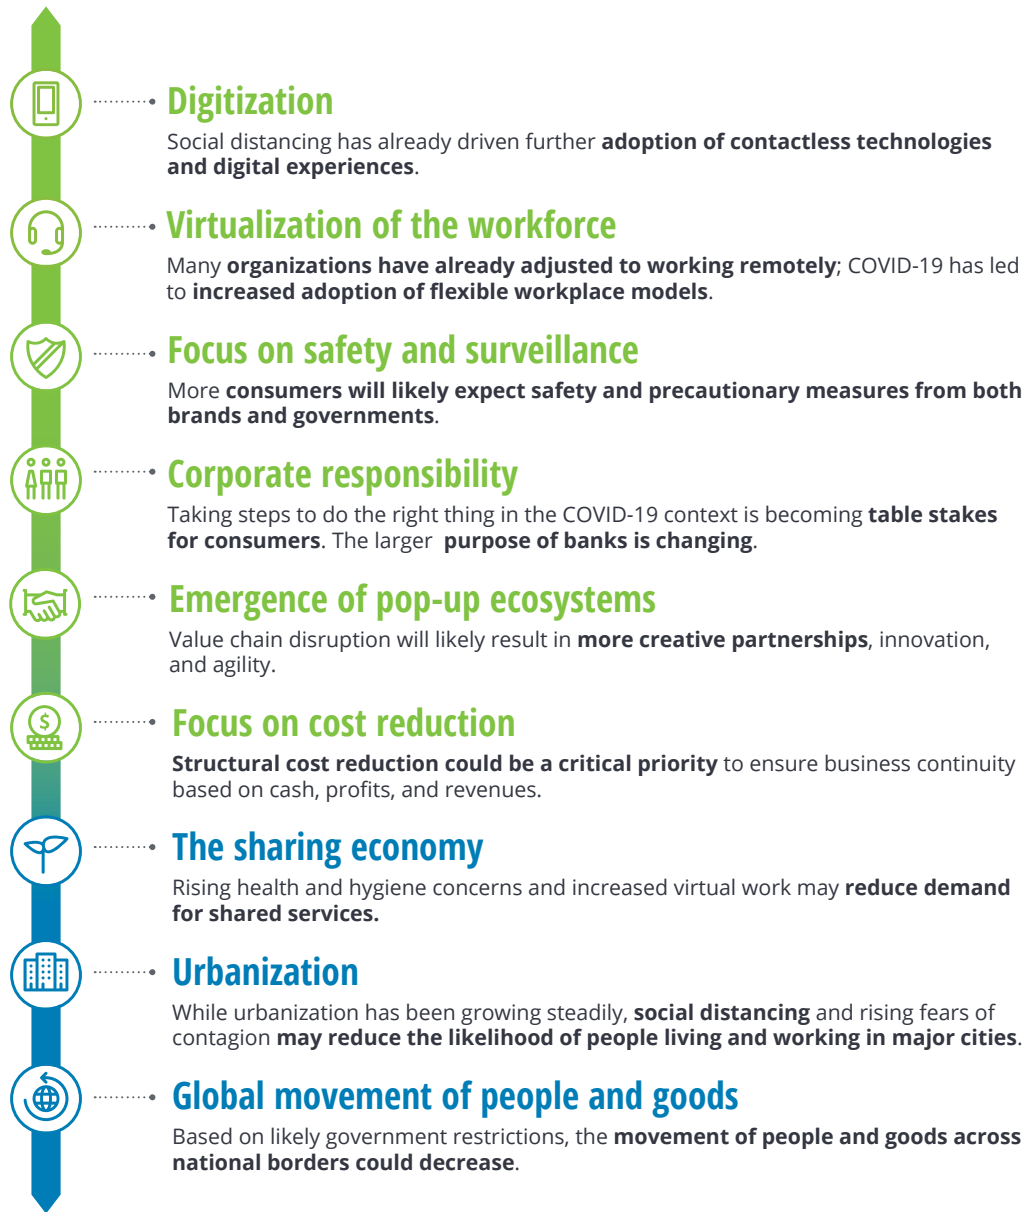 Digitization
Social distancing has already driven further adoption of contactless technologies
and digital experiences.
Virtualization of the workforce
Many organizations have already adjusted to working remotely; COVID-19 has led
to increased adoption of flexible workplace models.
Focus on safety and surveillance
More consumers will likely expect safety and precautionary measures from both
brands and governments.
Corporate responsibility
Taking steps to do the right thing in the COVID-19 context is becoming table stakes
for consumers. The larger purpose of banks is changing.
Emergence of pop-up ecosystems
Value chain disruption will likely result in more creative partnerships, innovation,
and agility.
$
Focus on cost reduction
Structural cost reduction could be a critical priority to ensure business continuity
based on cash, profits, and revenues.
The sharing economy
Rising health and hygiene concerns and increased virtual work may reduce demand
for shared services.
Urbanization
While urbanization has been growing steadily, social distancing and rising fears of
contagion may reduce the likelihood of people living and working in major cities.
Global movement of people and goods
Based on likely government restrictions, the movement of people and goods across
national borders could decrease.